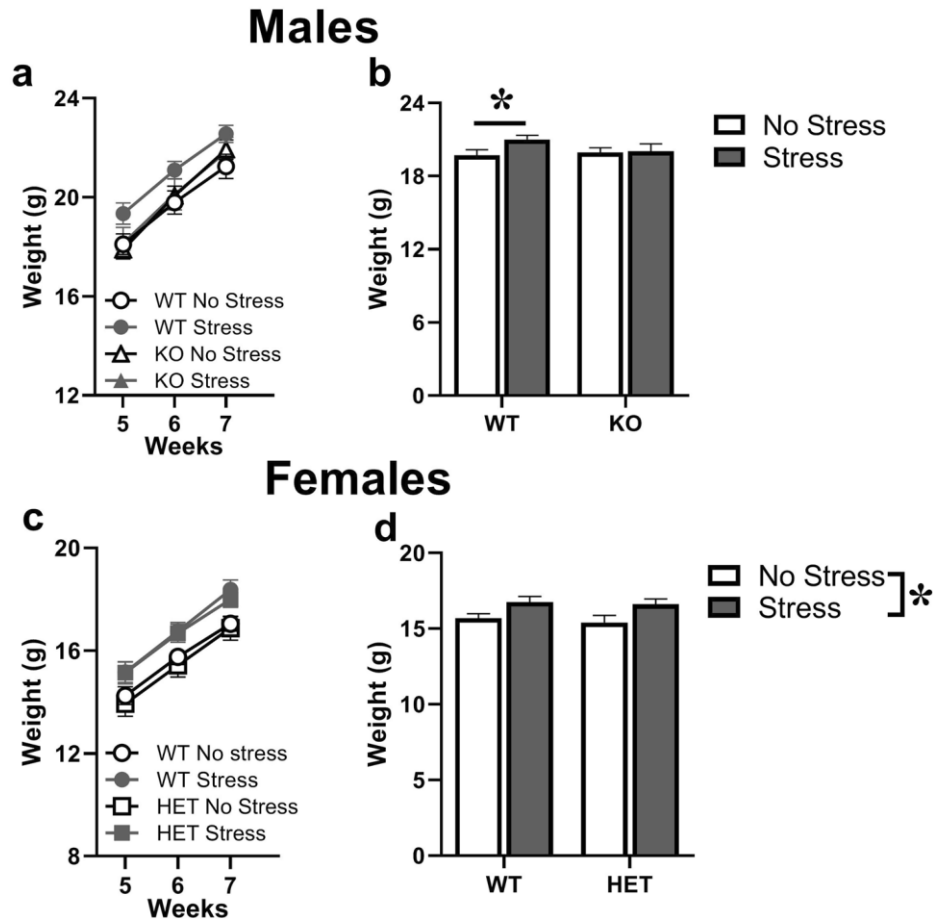 Males
a
b
24
20
16
12
Weight (g)
WT No Stress
WT Stress
KO No Stress
KO Stress
5 6 7
Weeks
24
18
12
6
0
Weight (g)
*
WT KO
No Stress
Stress
Females
c
d
20
16
12
8
Weight (g)
WT No stress
WT Stress
HET No Stress
HET Stress
5 6 7
Weeks
20
15
10
5
0
Weight (g)
WT HET
No Stress
Stress
*